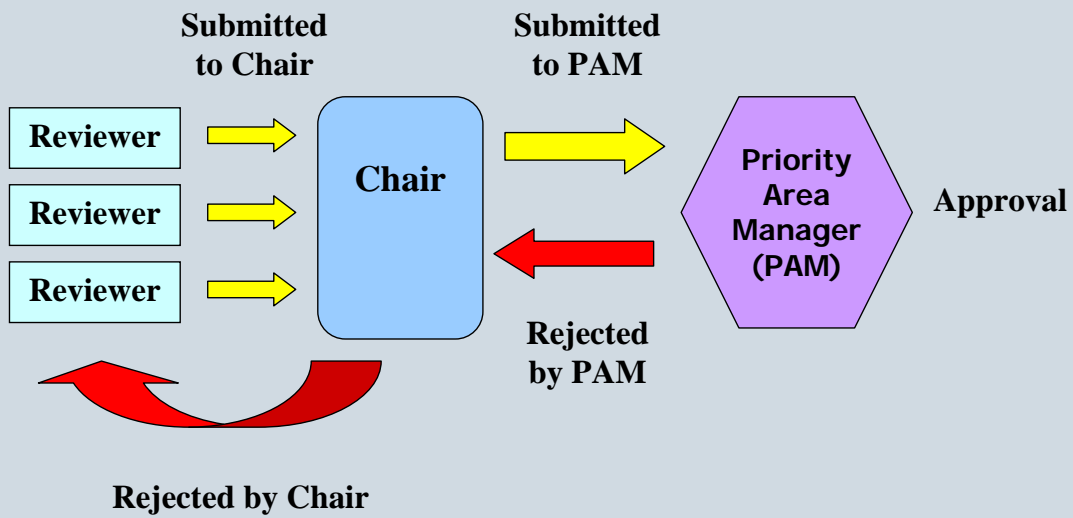 Submitted
to Chair
Submitted
to PAM
Reviewer
Reviewer
Reviewer
Chair
Priority
Area
Manager
(PAM)
Approval
Rejected
by PAM
Rejected by Chair